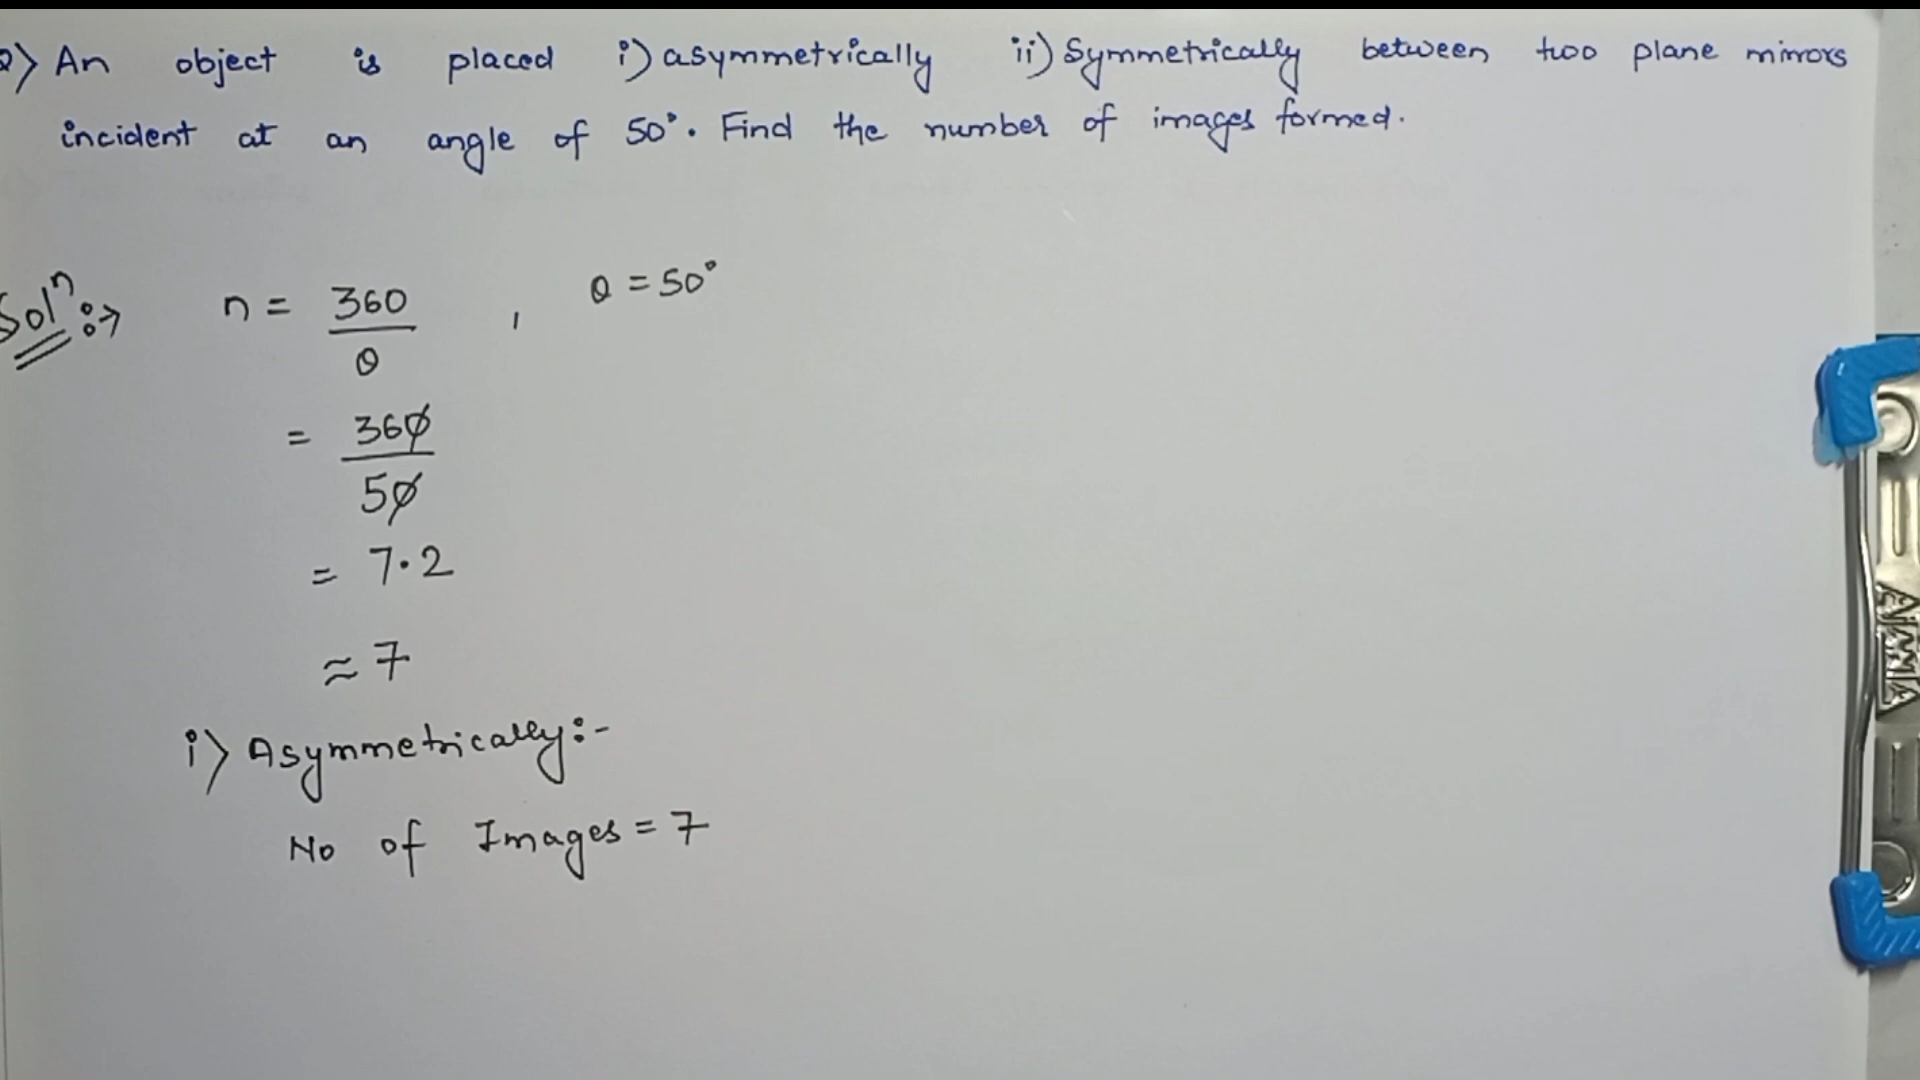 2) An object is placed i) asymmetrically ii) Symmetrically between two plane mirrors
incident at an angle of 50°. Find the number of images formed.
Solⁿ :→ n = 360/θ , θ = 50°
= 360/50
= 7.2
≈ 7
i) Asymmetrically :-
No of Images = 7